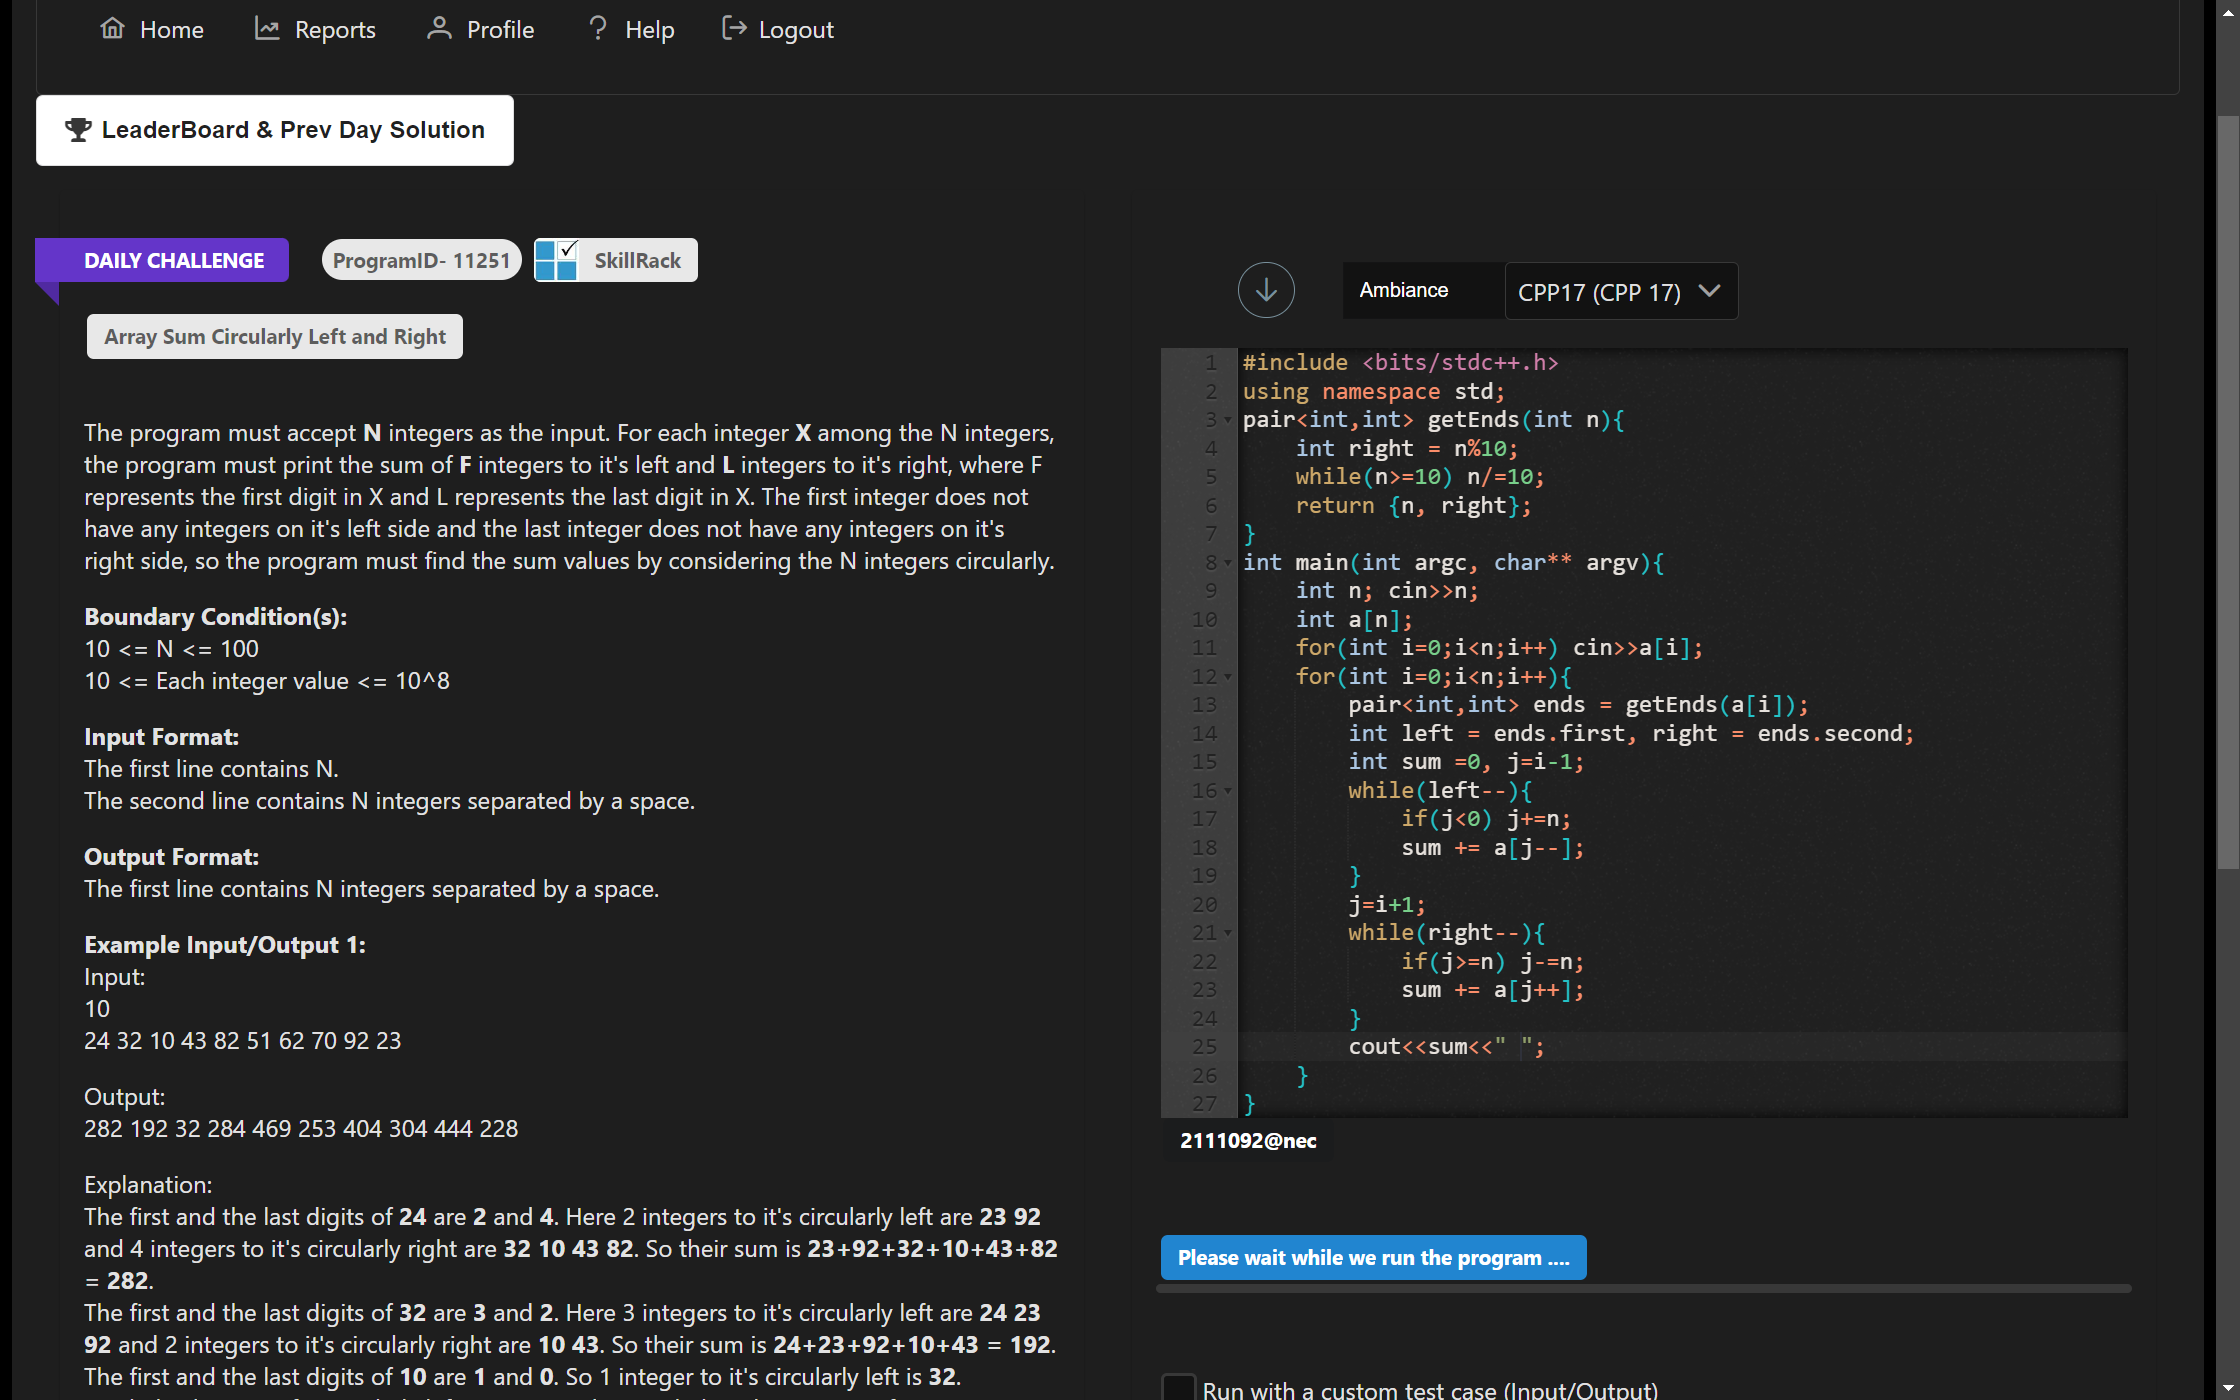 Home Reports Profile Help Logout
LeaderBoard & Prev Day Solution
DAILY CHALLENGE ProgramID- 11251 SkillRack
Array Sum Circularly Left and Right
The program must accept N integers as the input. For each integer X among the N integers,
the program must print the sum of F integers to it's left and L integers to it's right, where F
represents the first digit in X and L represents the last digit in X. The first integer does not
have any integers on it's left side and the last integer does not have any integers on it's
right side, so the program must find the sum values by considering the N integers circularly.
Boundary Condition(s):
10 <= N <= 100
10 <= Each integer value <= 10^8
Input Format:
The first line contains N.
The second line contains N integers separated by a space.
Output Format:
The first line contains N integers separated by a space.
Example Input/Output 1:
Input:
10
24 32 10 43 82 51 62 70 92 23
Output:
282 192 32 284 469 253 404 304 444 228
Explanation:
The first and the last digits of 24 are 2 and 4. Here 2 integers to it's circularly left are 23 92
and 4 integers to it's circularly right are 32 10 43 82. So their sum is 23+92+32+10+43+82
= 282.
The first and the last digits of 32 are 3 and 2. Here 3 integers to it's circularly left are 24 23
92 and 2 integers to it's circularly right are 10 43. So their sum is 24+23+92+10+43 = 192.
The first and the last digits of 10 are 1 and 0. So 1 integer to it's circularly left is 32.
Ambiance CPP17 (CPP 17)
1 #include <bits/stdc++.h>
2 using namespace std;
3 pair<int,int> getEnds(int n){
4 int right = n%10;
5 while(n>=10) n/=10;
6 return {n, right};
7 }
8 int main(int argc, char** argv){
9 int n; cin>>n;
10 int a[n];
11 for(int i=0;i<n;i++) cin>>a[i];
12 for(int i=0;i<n;i++){
13 pair<int,int> ends = getEnds(a[i]);
14 int left = ends.first, right = ends.second;
15 int sum =0, j=i-1;
16 while(left--){
17 if(j<0) j+=n;
18 sum += a[j--];
19 }
20 j=i+1;
21 while(right--){
22 if(j>=n) j-=n;
23 sum += a[j++];
24 }
25 cout<<sum<<" ";
26 }
27 }
2111092@nec
Please wait while we run the program ....
Run with a custom test case (Input/Output)